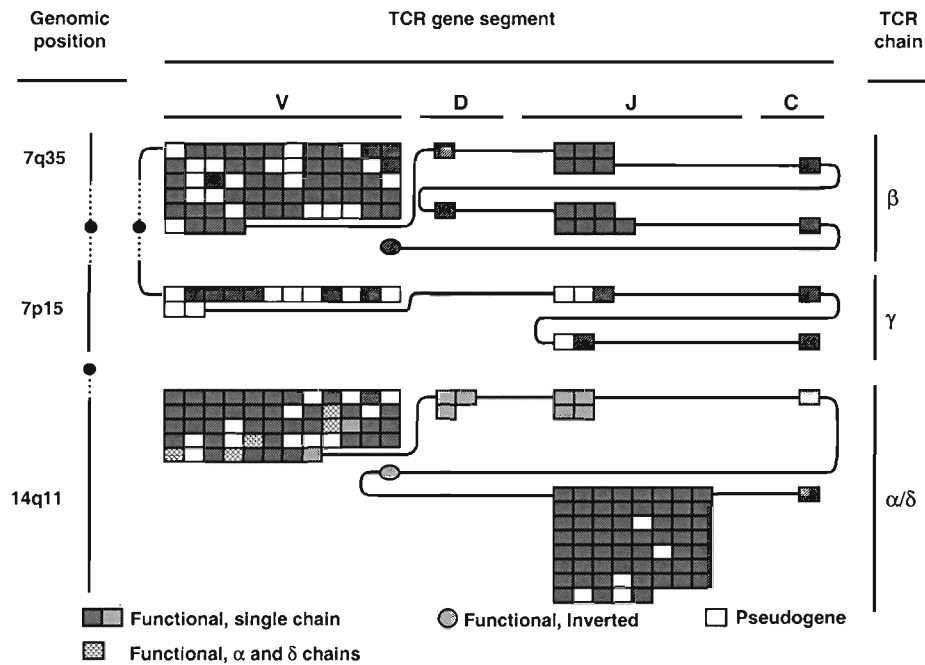 Genomic position
TCR gene segment
TCR chain
V
D
J
C
7q35
β
7p15
γ
14q11
α/δ
Functional, single chain
Functional, Inverted
Pseudogene
Functional, α and δ chains